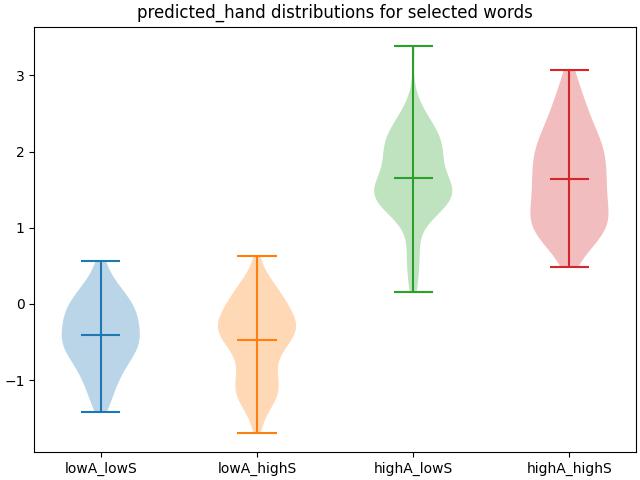 predicted_hand distributions for selected words
3
2
1
0
−1
lowA_lowS lowA_highS highA_lowS highA_highS